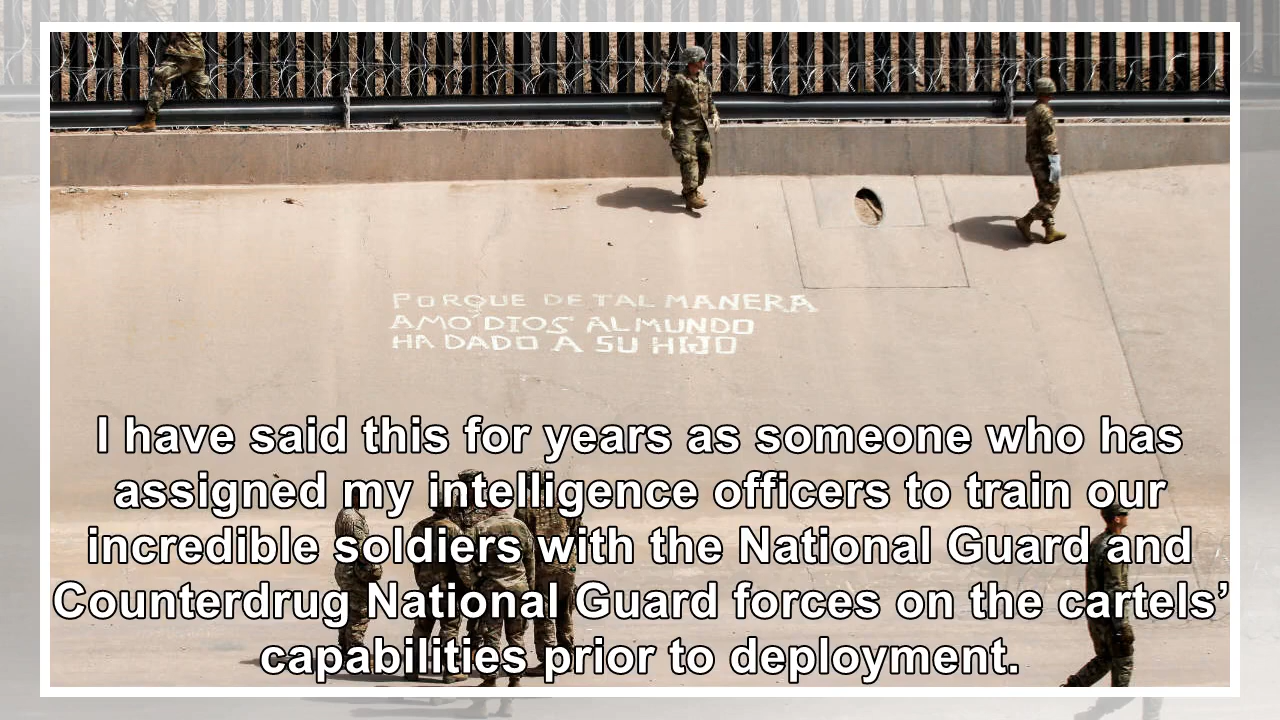 PORQUE DE TAL MANERA
AMO DIOS AL MUNDO
HA DADO A SU HIJO
I have said this for years as someone who has
assigned my intelligence officers to train our
incredible soldiers with the National Guard and
Counterdrug National Guard forces on the cartels’
capabilities prior to deployment.